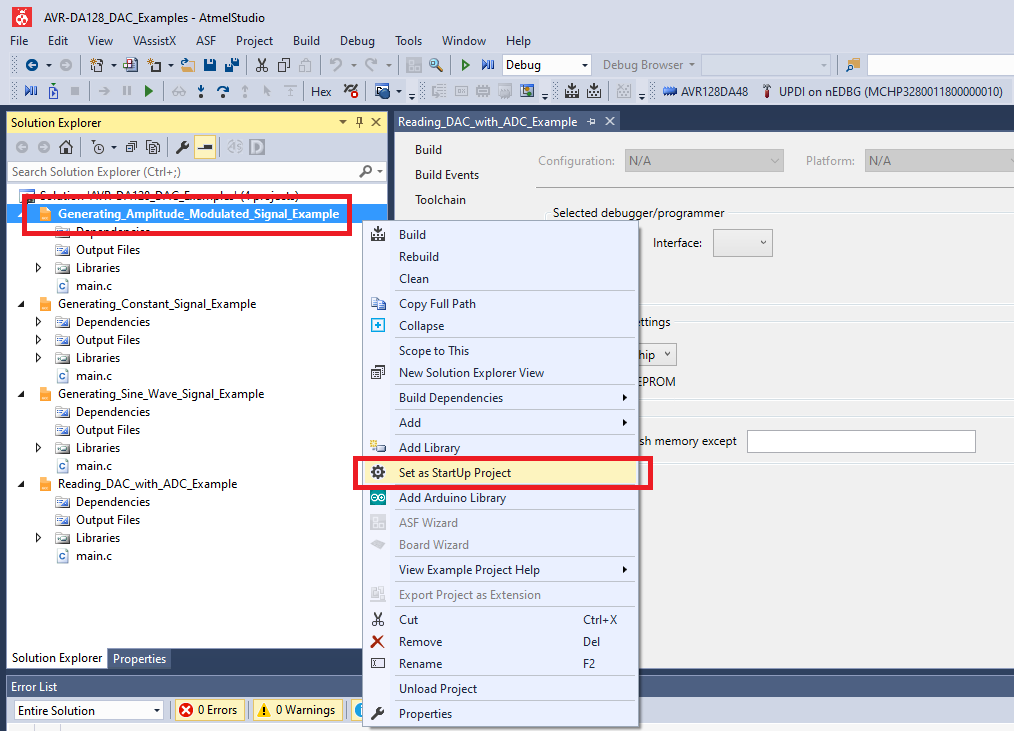 AVR-DA128_DAC_Examples - AtmelStudio
File Edit View VAssistX ASF Project Build Debug Tools Window Help
Debug Debug Browser
Hex AVR128DA48 UPDI on nEDBG (MCHP3280011800000010)
Solution Explorer
Reading_DAC_with_ADC_Example
Search Solution Explorer (Ctrl+;)
Solution 'AVR-DA128_DAC_Examples' (4 projects)
Generating_Amplitude_Modulated_Signal_Example
Dependencies
Output Files
Libraries
main.c
Generating_Constant_Signal_Example
Dependencies
Output Files
Libraries
main.c
Generating_Sine_Wave_Signal_Example
Dependencies
Output Files
Libraries
main.c
Reading_DAC_with_ADC_Example
Dependencies
Output Files
Libraries
main.c
Solution Explorer Properties
Build
Build Events
Toolchain
Configuration: N/A Platform: N/A
Selected debugger/programmer
Interface:
ettings
hip
EPROM
sh memory except
Build
Rebuild
Clean
Copy Full Path
Collapse
Scope to This
New Solution Explorer View
Build Dependencies
Add
Add Library
Set as StartUp Project
Add Arduino Library
ASF Wizard
Board Wizard
View Example Project Help
Export Project as Extension
Cut Ctrl+X
Remove Del
Rename F2
Unload Project
Properties
Error List
Entire Solution 0 Errors 0 Warnings